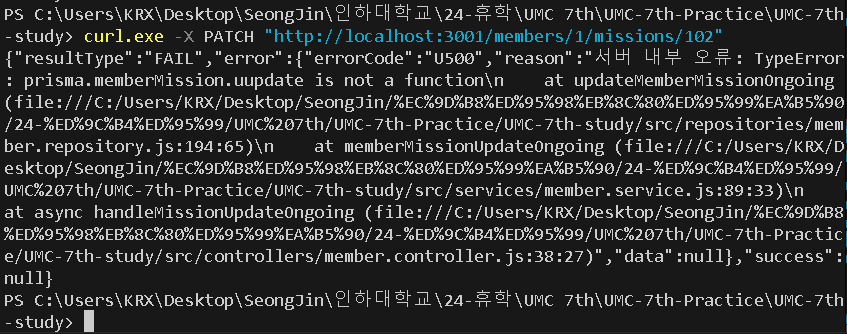 PS C:\Users\KRX\Desktop\SeongJin\인하대학교\24-휴학\UMC 7th\UMC-7th-Practice\UMC-7th
-study> curl.exe -X PATCH "http://localhost:3001/members/1/missions/102"
{"resultType":"FAIL","error":{"errorCode":"U500","reason":"서버 내부 오류: TypeError
: prisma.memberMission.uupdate is not a function\n    at updateMemberMissionOngoing
(file:///C:/Users/KRX/Desktop/SeongJin/%EC%9D%B8%ED%95%98%EB%8C%80%ED%95%99%EA%B5%90
/24-%ED%9C%B4%ED%95%99/UMC%207th/UMC-7th-Practice/UMC-7th-study/src/repositories/mem
ber.repository.js:194:65)\n    at memberMissionUpdateOngoing (file:///C:/Users/KRX/D
esktop/SeongJin/%EC%9D%B8%ED%95%98%EB%8C%80%ED%95%99%EA%B5%90/24-%ED%9C%B4%ED%95%99/
UMC%207th/UMC-7th-Practice/UMC-7th-study/src/services/member.service.js:89:33)\n
at async handleMissionUpdateOngoing (file:///C:/Users/KRX/Desktop/SeongJin/%EC%9D%B8
%ED%95%98%EB%8C%80%ED%95%99%EA%B5%90/24-%ED%9C%B4%ED%95%99/UMC%207th/UMC-7th-Practic
e/UMC-7th-study/src/controllers/member.controller.js:38:27)","data":null},"success":
null}
PS C:\Users\KRX\Desktop\SeongJin\인하대학교\24-휴학\UMC 7th\UMC-7th-Practice\UMC-7th
-study>